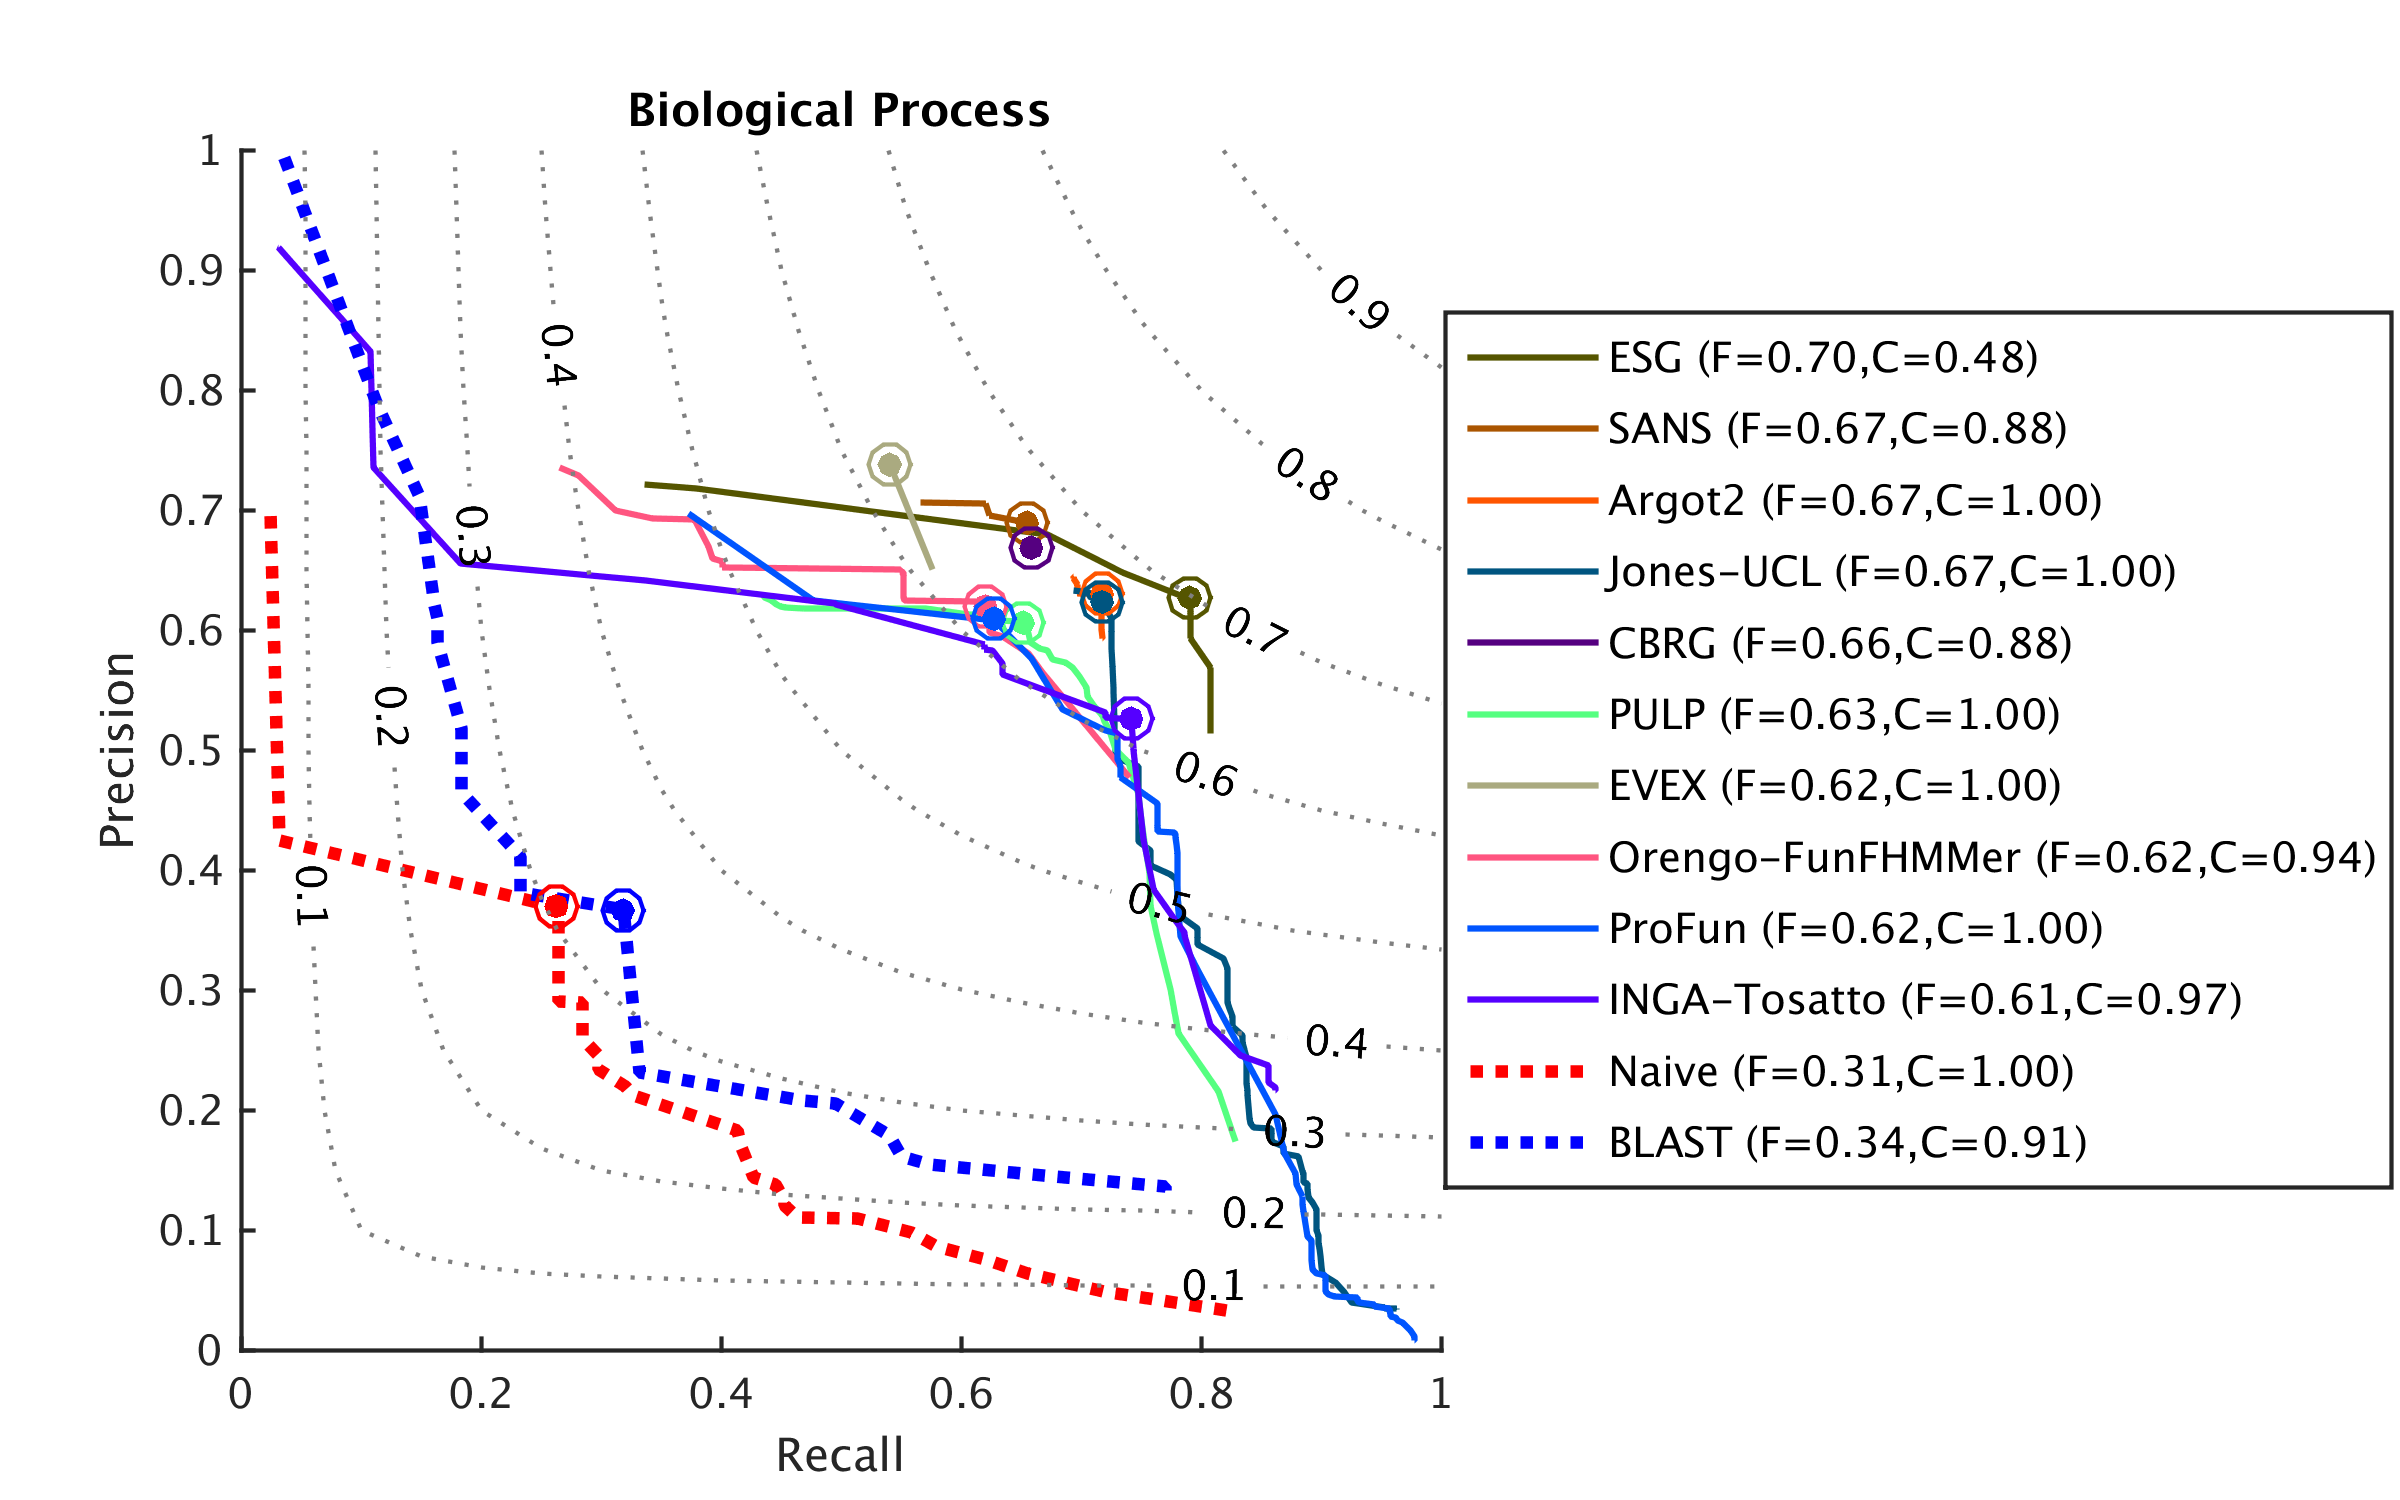 Biological Process
1
0.9
0.8
0.7
0.6
0.5
0.4
0.3
0.2
0.1
0
Precision
0
0.2
0.4
0.6
0.8
1
Recall
0.9
0.8
0.7
0.6
0.5
0.4
0.3
0.2
0.1
0.4
0.3
0.2
0.1
ESG (F=0.70,C=0.48)
SANS (F=0.67,C=0.88)
Argot2 (F=0.67,C=1.00)
Jones-UCL (F=0.67,C=1.00)
CBRG (F=0.66,C=0.88)
PULP (F=0.63,C=1.00)
EVEX (F=0.62,C=1.00)
Orengo-FunFHMMer (F=0.62,C=0.94)
ProFun (F=0.62,C=1.00)
INGA-Tosatto (F=0.61,C=0.97)
Naive (F=0.31,C=1.00)
BLAST (F=0.34,C=0.91)